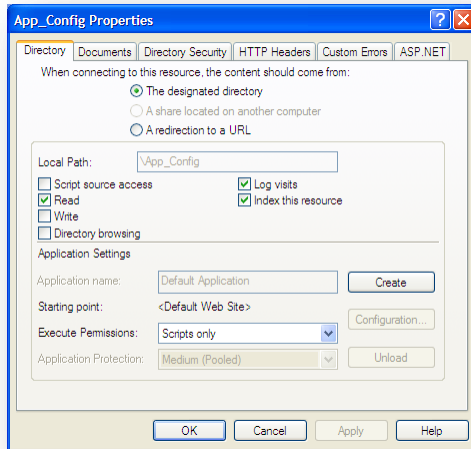 App_Config Properties
Directory Documents Directory Security HTTP Headers Custom Errors ASP.NET
When connecting to this resource, the content should come from:
The designated directory
A share located on another computer
A redirection to a URL
Local Path: \App_Config
Script source access Log visits
Read Index this resource
Write
Directory browsing
Application Settings
Application name: Default Application Create
Starting point: <Default Web Site>
Configuration...
Execute Permissions: Scripts only
Application Protection: Medium (Pooled) Unload
OK Cancel Apply Help